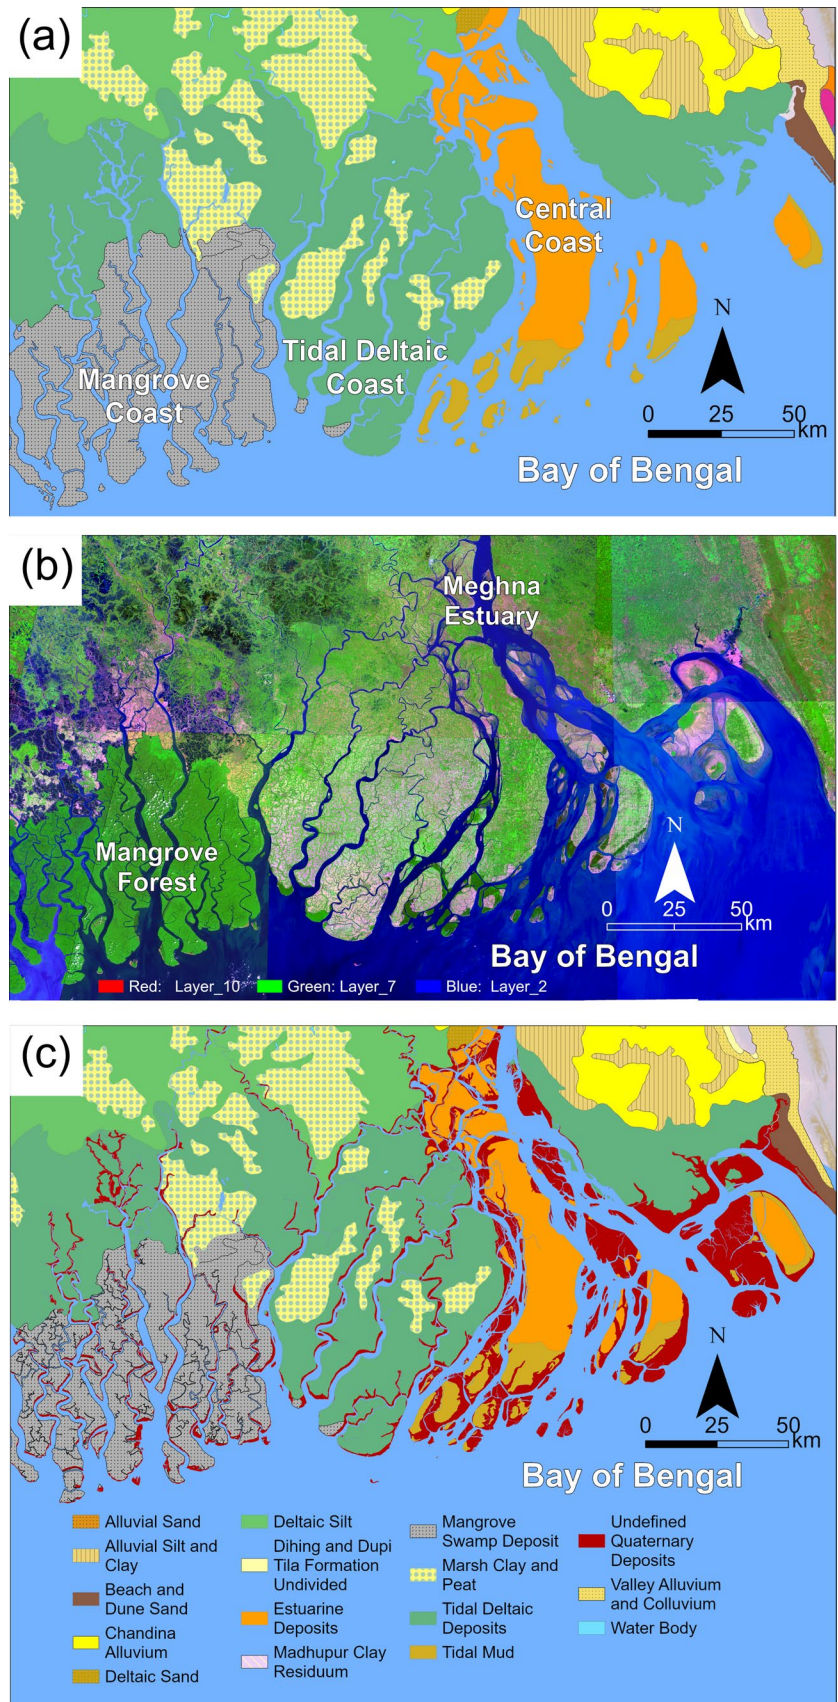 (a)
Central
Coast
N
Tidal Deltaic
Coast
Mangrove
Coast
0 25 50
km
Bay of Bengal
(b)
Meghna
Estuary
Mangrove
Forest
N
0 25 50
km
Bay of Bengal
Red: Layer_10 Green: Layer_7 Blue: Layer_2
(c)
N
0 25 50
km
Bay of Bengal
Alluvial Sand
Alluvial Silt and
Clay
Beach and
Dune Sand
Chandina
Alluvium
Deltaic Sand
Deltaic Silt
Dihing and Dupi
Tila Formation
Undivided
Estuarine
Deposits
Madhupur Clay
Residuum
Mangrove
Swamp Deposit
Marsh Clay and
Peat
Tidal Deltaic
Deposits
Tidal Mud
Undefined
Quaternary
Deposits
Valley Alluvium
and Colluvium
Water Body